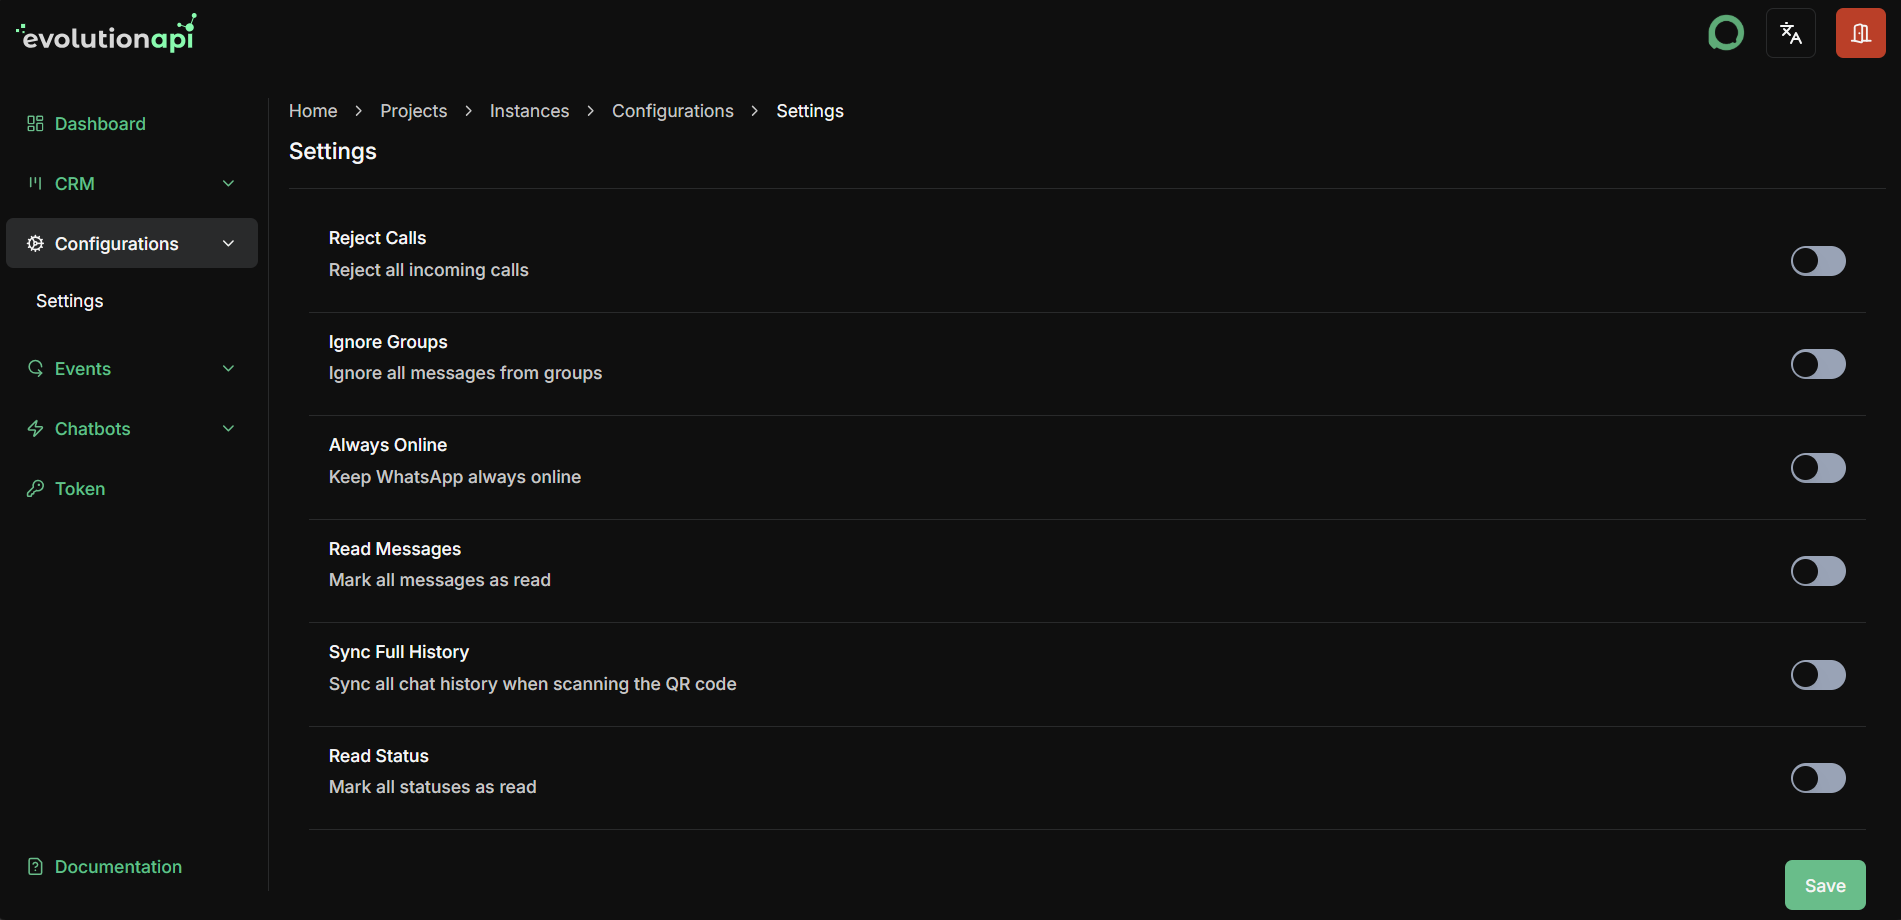 evolutionapi
Dashboard
CRM
Configurations
Settings
Events
Chatbots
Token
Documentation
Home > Projects > Instances > Configurations > Settings
Settings
Reject Calls
Reject all incoming calls
Ignore Groups
Ignore all messages from groups
Always Online
Keep WhatsApp always online
Read Messages
Mark all messages as read
Sync Full History
Sync all chat history when scanning the QR code
Read Status
Mark all statuses as read
Save